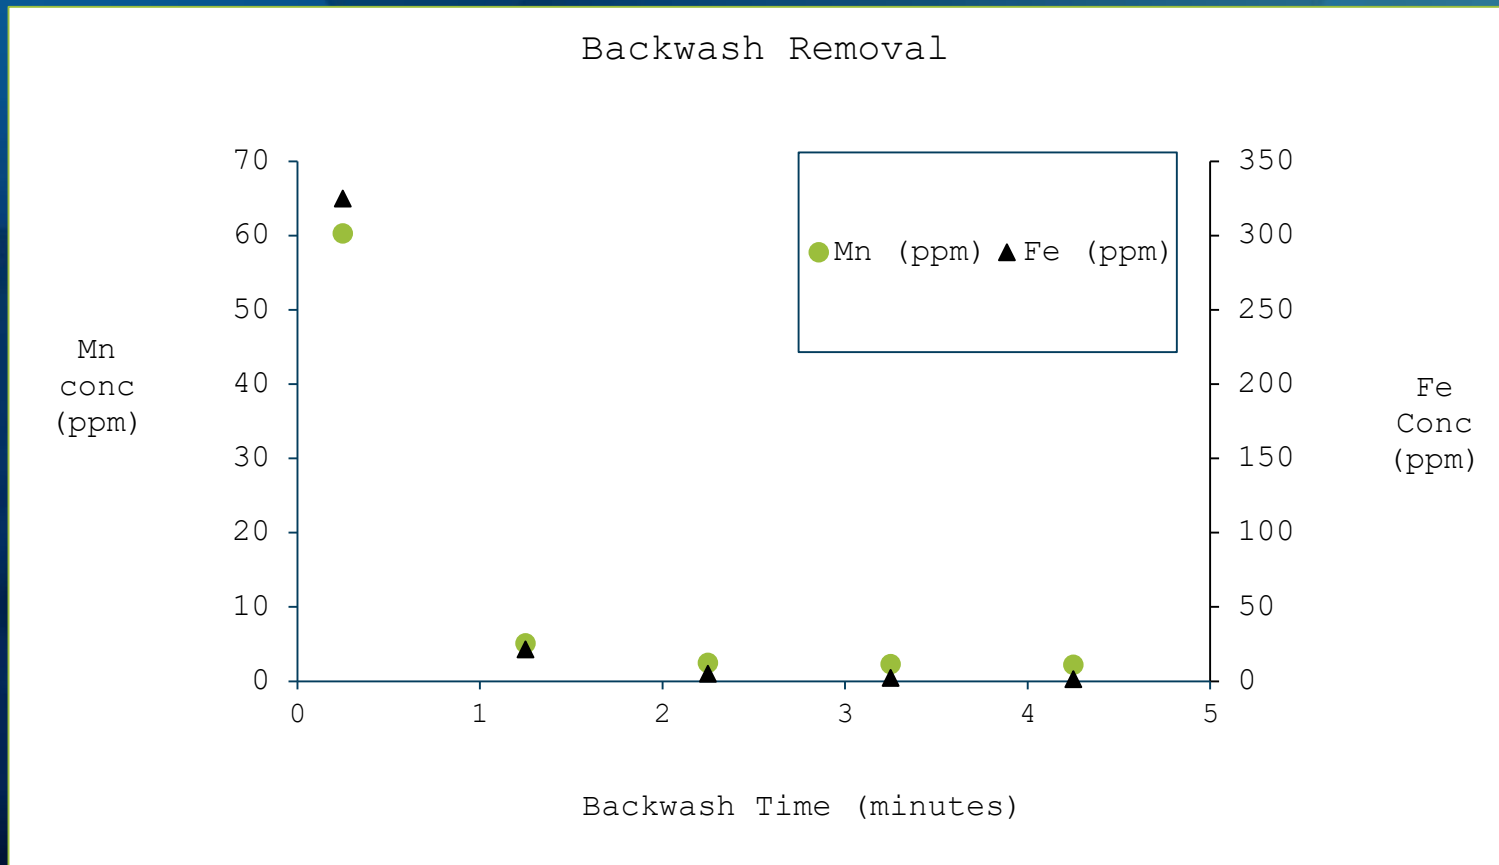 Backwash Removal
70
60
50
40
30
20
10
0
Mn
conc
(ppm)
Mn (ppm) Fe (ppm)
350
300
250
200
150
100
50
0
Fe
Conc
(ppm)
0 1 2 3 4 5
Backwash Time (minutes)